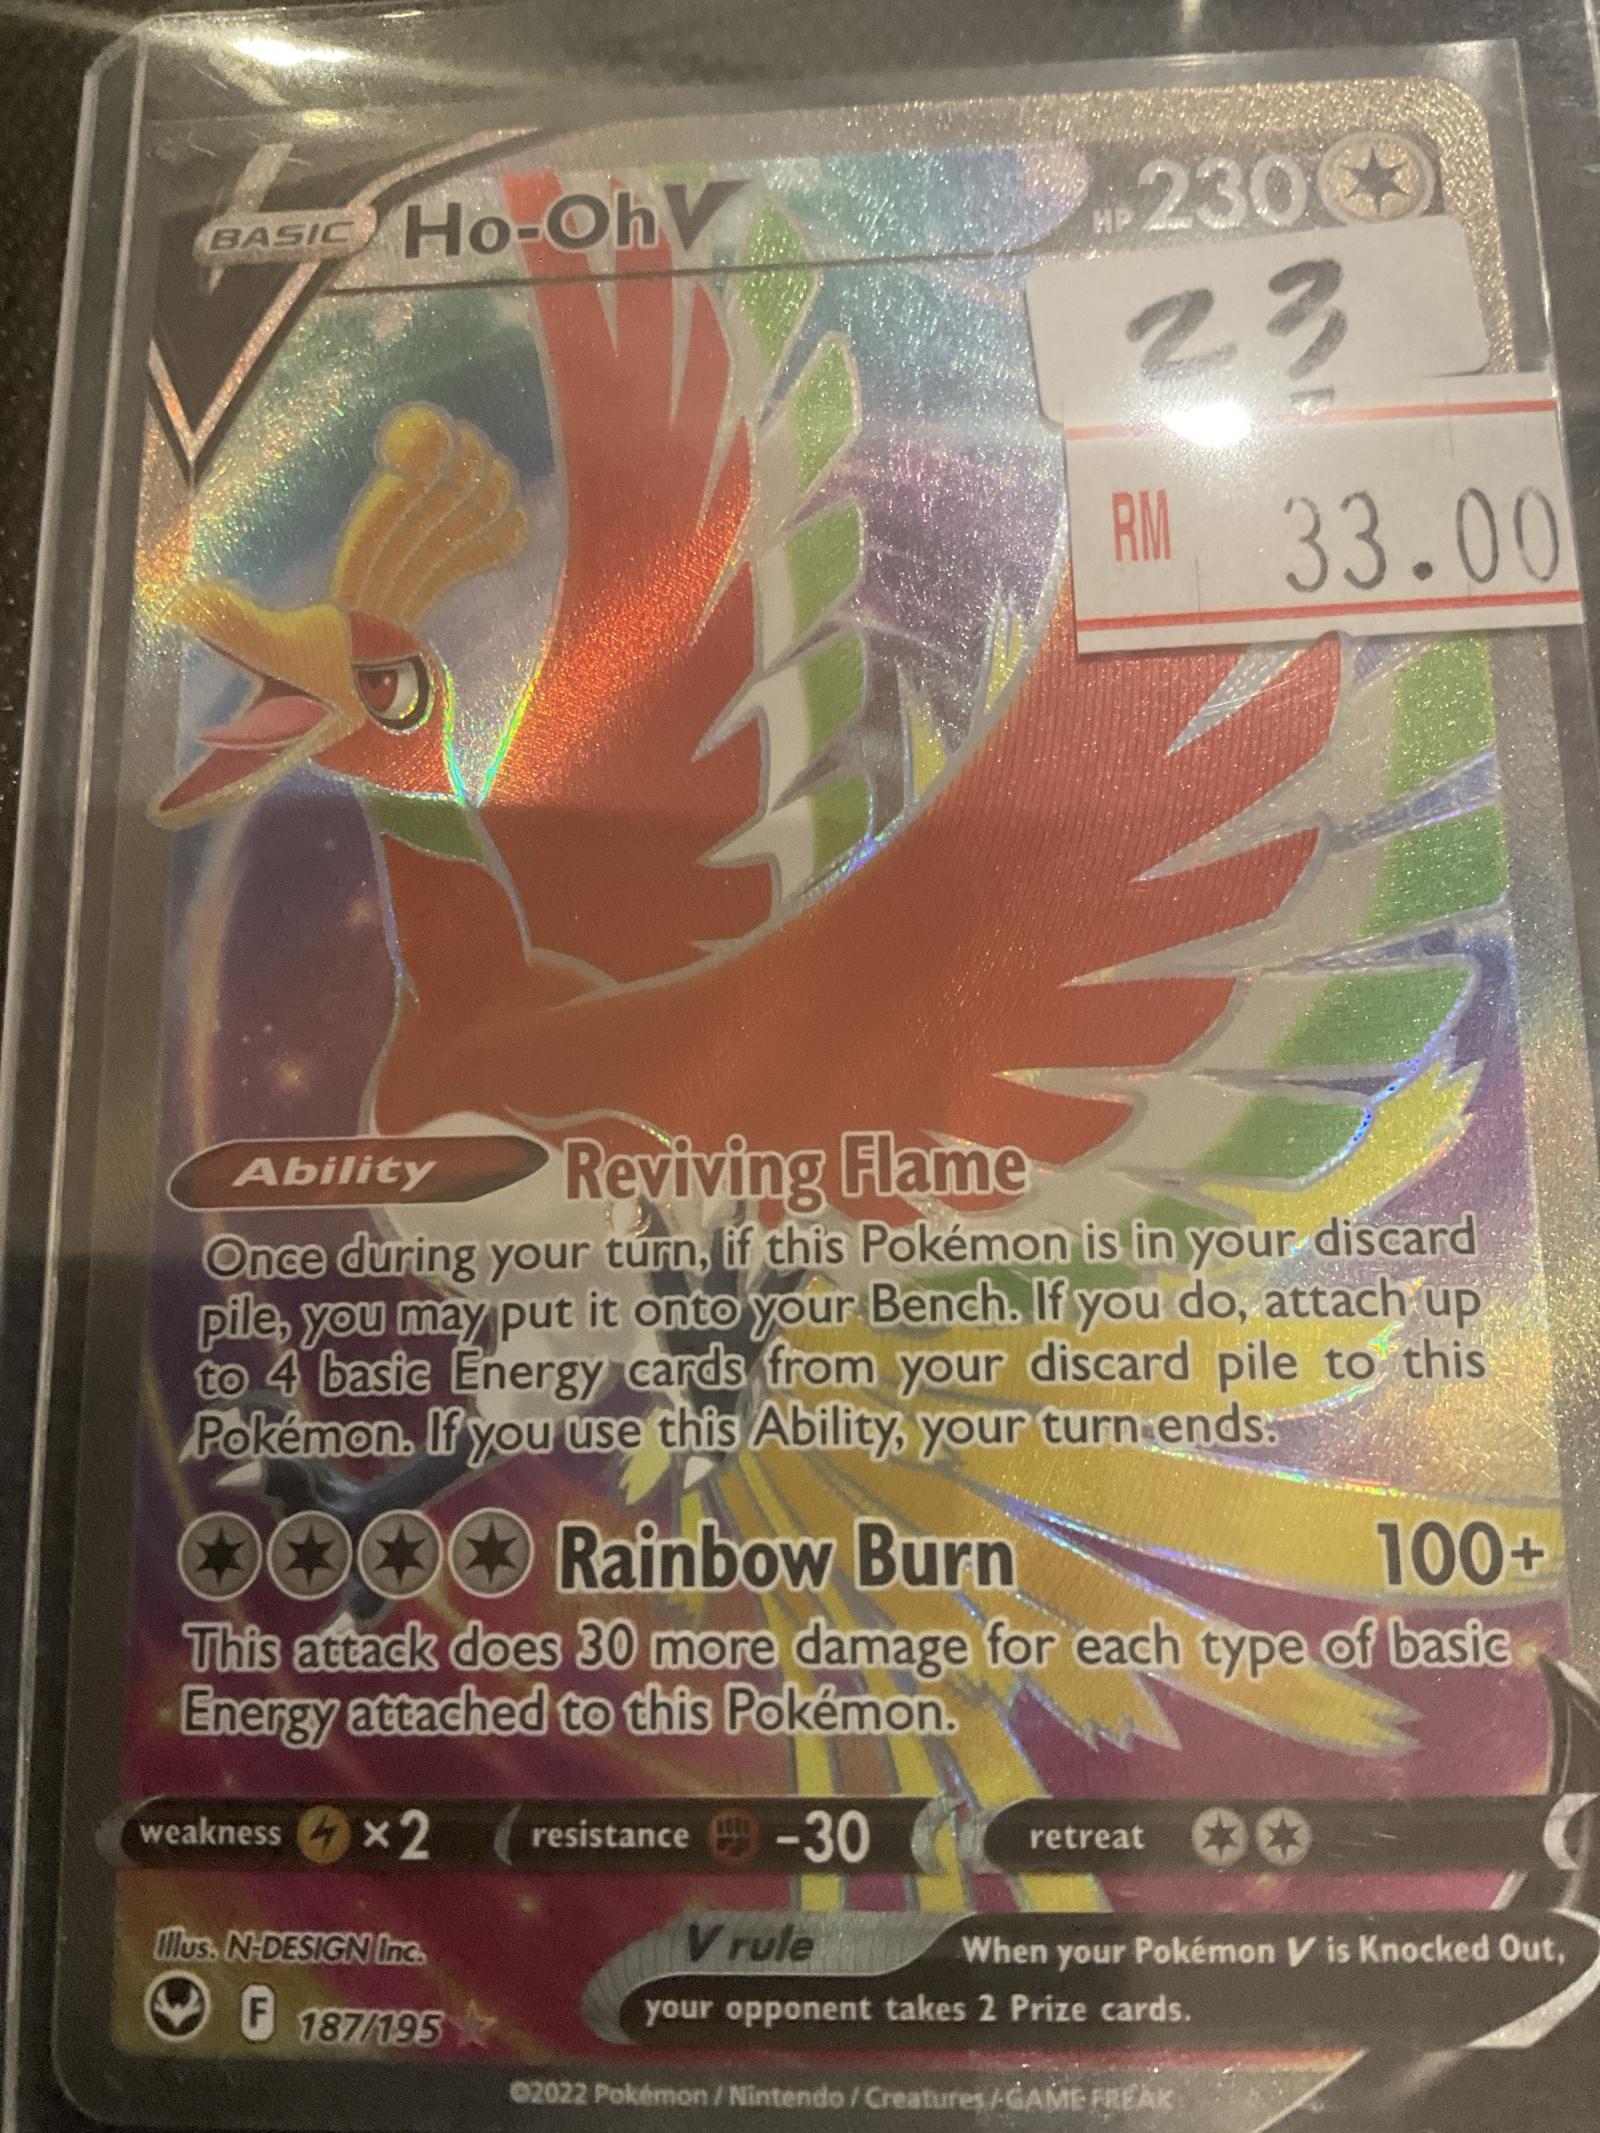 BASIC Ho-Oh V HP 230
23
RM 33.00
Ability Reviving Flame
Once during your turn, if this Pokémon is in your discard
pile, you may put it onto your Bench. If you do, attach up
to 4 basic Energy cards from your discard pile to this
Pokémon. If you use this Ability, your turn ends.
Rainbow Burn 100+
This attack does 30 more damage for each type of basic
Energy attached to this Pokémon.
weakness ×2 resistance -30 retreat
Illus. N-DESIGN Inc.
V rule When your Pokémon V is Knocked Out,
your opponent takes 2 Prize cards.
F 187/195
©2022 Pokémon / Nintendo / Creatures / GAME FREAK